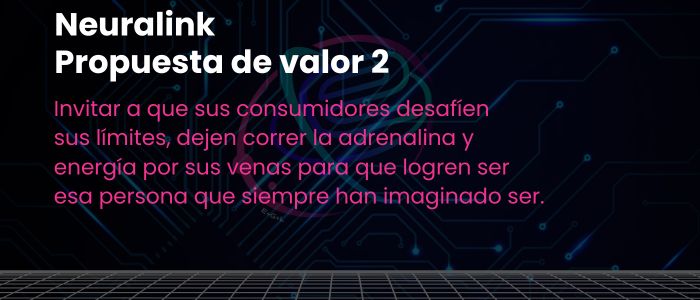 Neuralink
Propuesta de valor 2
Invitar a que sus consumidores desafíen
sus límites, dejen correr la adrenalina y
energía por sus venas para que logren ser
esa persona que siempre han imaginado ser.